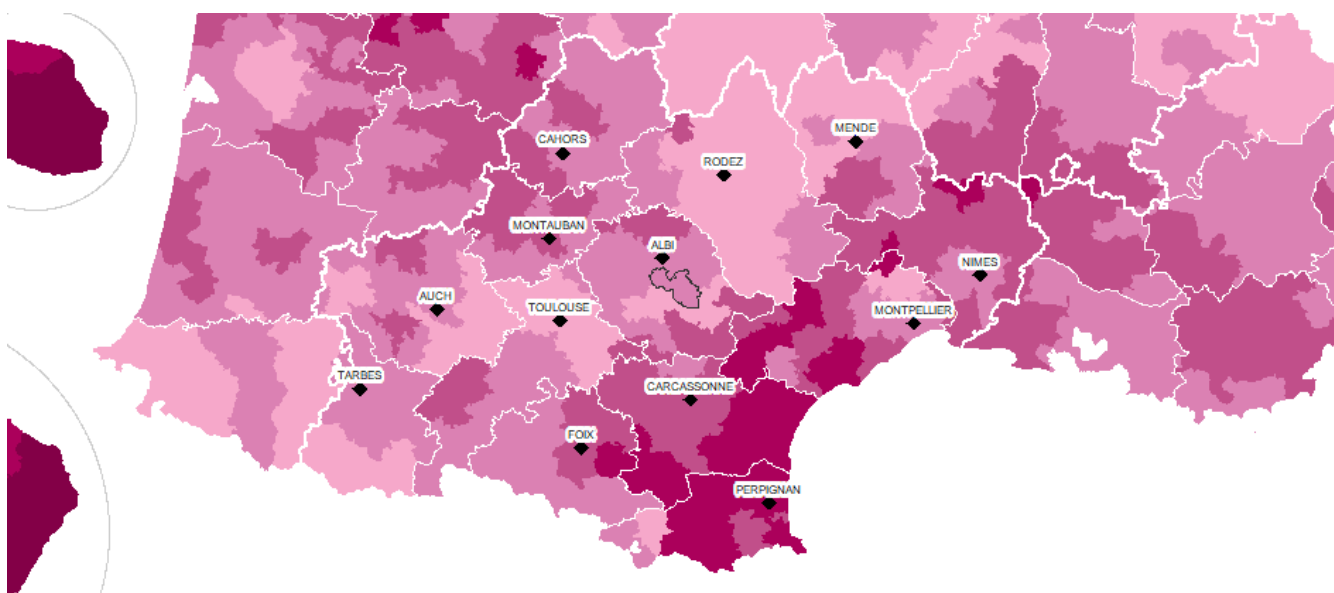 MENDE
CAHORS
RODEZ
MONTAUBAN
ALBI
NIMES
AUCH
TOULOUSE
MONTPELLIER
TARBES
CARCASSONNE
FOIX
PERPIGNAN